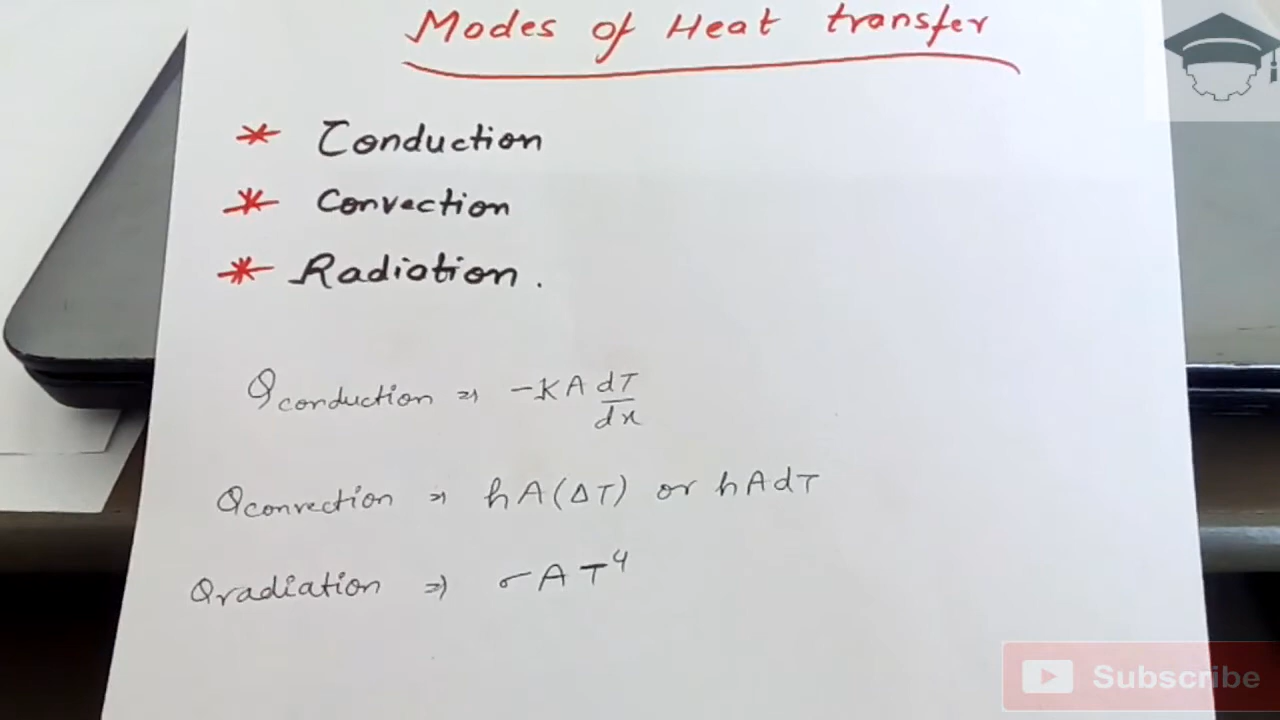 Modes of Heat transfer
* Conduction
* Convection
* Radiation.
Qconduction ⇒ -KA dT/dx
Qconvection ⇒ hA(ΔT) or hAdT
Qradiation ⇒ σAT⁴
Subscribe